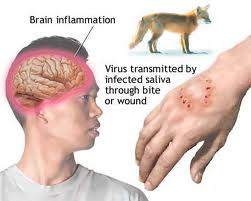 Brain inflammation
Virus transmitted by
infected saliva
through bite
or wound